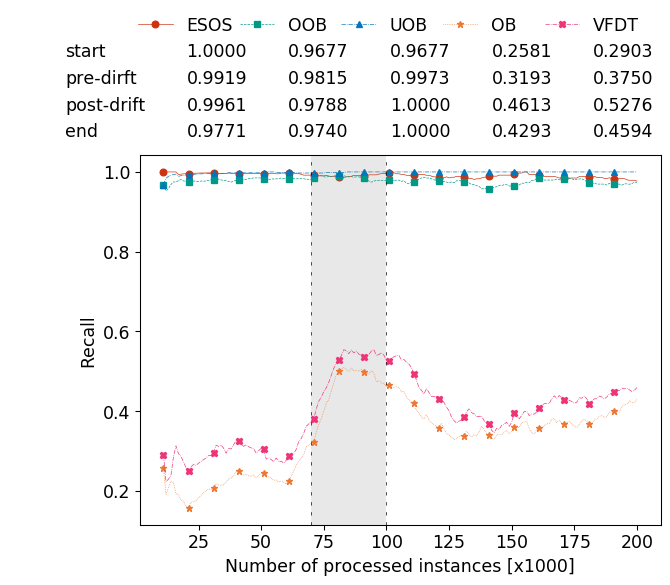 ESOS OOB UOB OB VFDT
start 1.0000 0.9677 0.9677 0.2581 0.2903
pre-dirft 0.9919 0.9815 0.9973 0.3193 0.3750
post-drift 0.9961 0.9788 1.0000 0.4613 0.5276
end 0.9771 0.9740 1.0000 0.4293 0.4594
1.0
0.8
0.6
0.4
0.2
Recall
25 50 75 100 125 150 175 200
Number of processed instances [x1000]